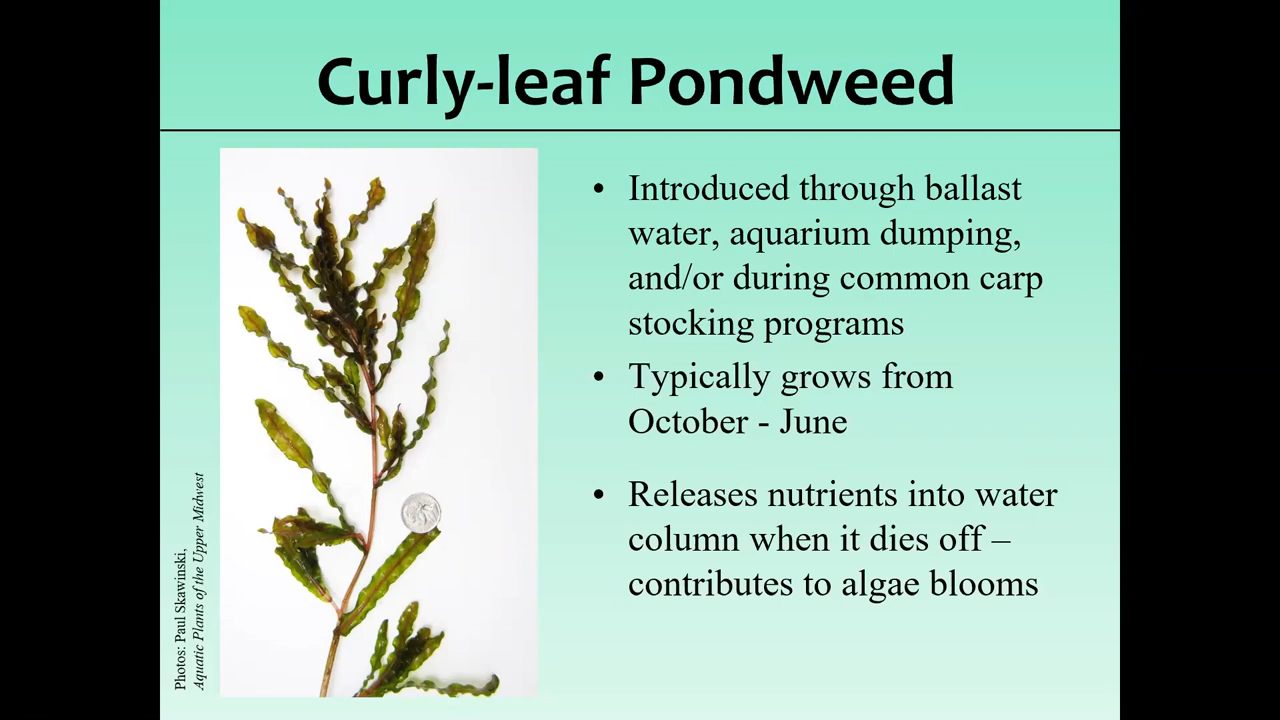 Curly-leaf Pondweed
• Introduced through ballast
water, aquarium dumping,
and/or during common carp
stocking programs
• Typically grows from
October - June
• Releases nutrients into water
column when it dies off –
contributes to algae blooms
Photos: Paul Skawinski,
Aquatic Plants of the Upper Midwest